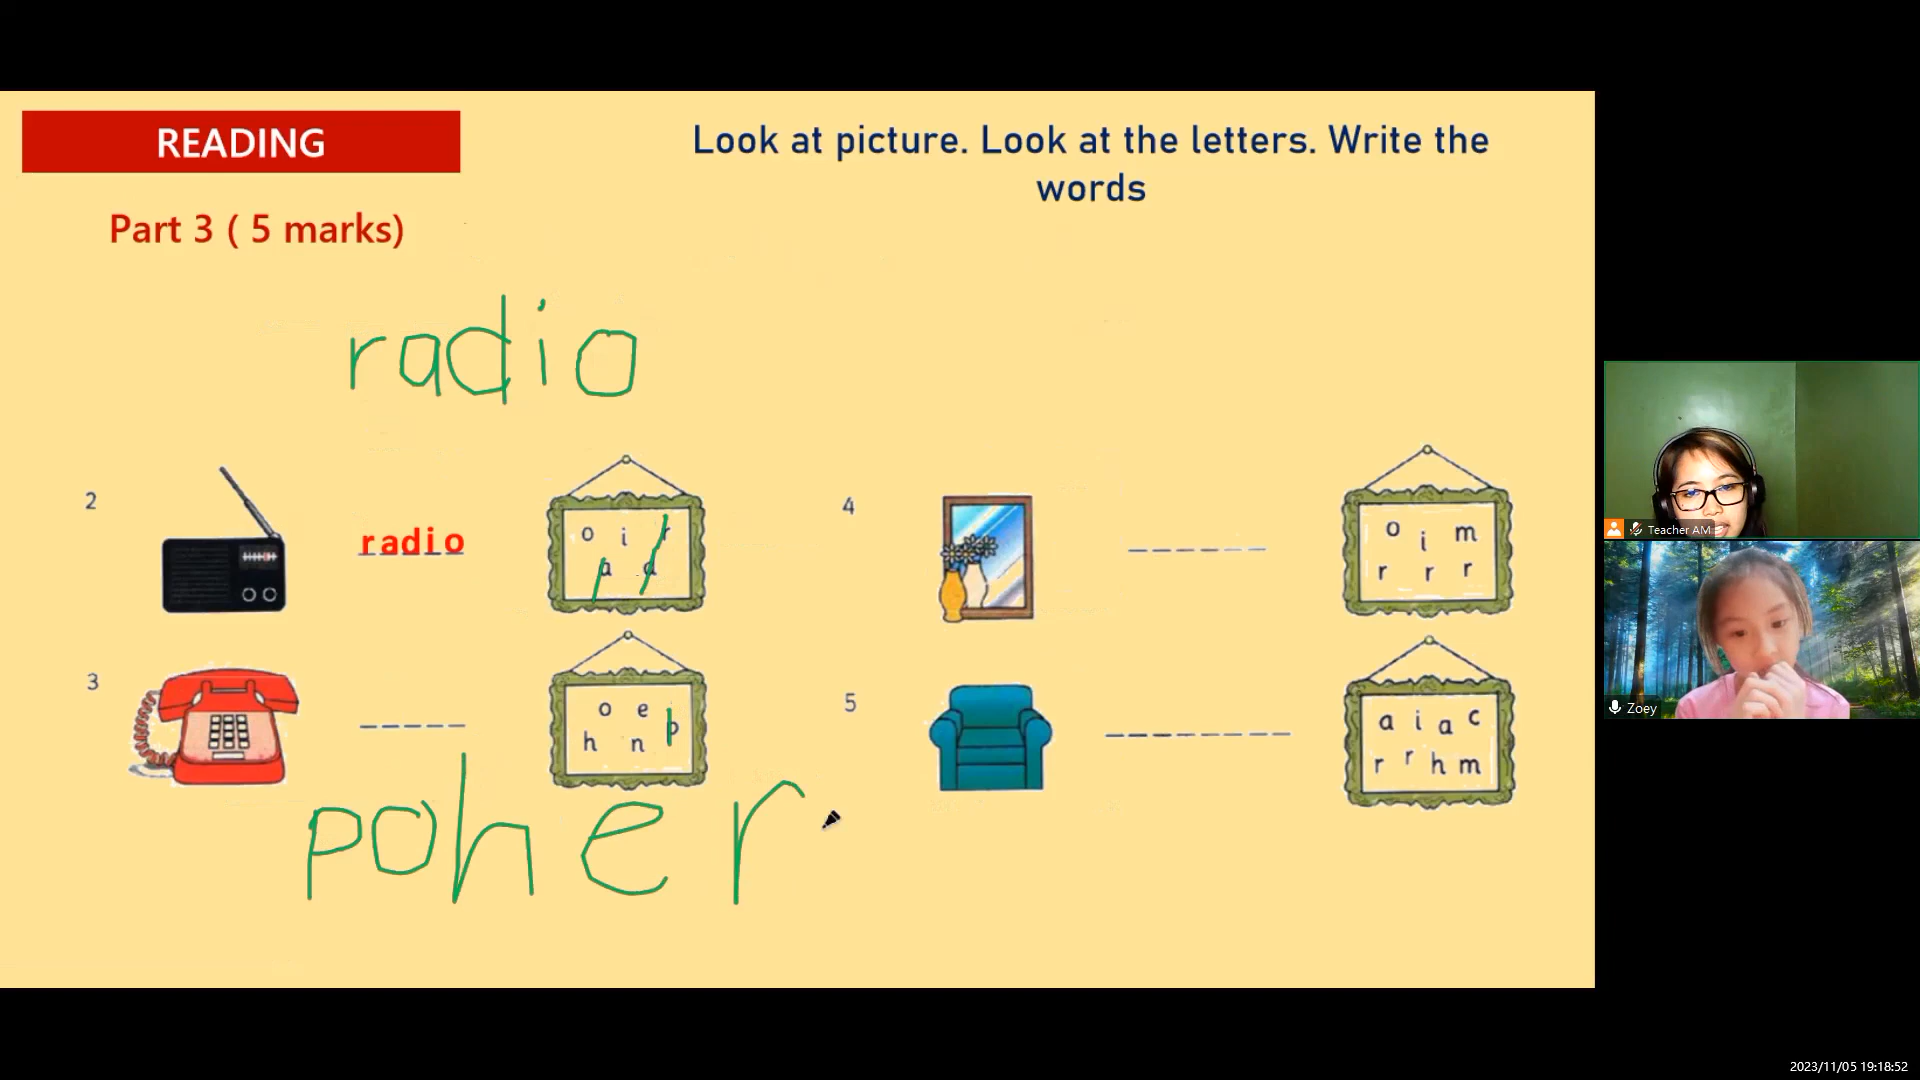 READING
Look at picture. Look at the letters. Write the
words
Part 3 ( 5 marks)
radio
2
radio
o i r
a d
4
o i m
r r r
3
o e p
h n
5
a i a c
r r h m
poher
Teacher AM
Zoey
2023/11/05 19:18:52